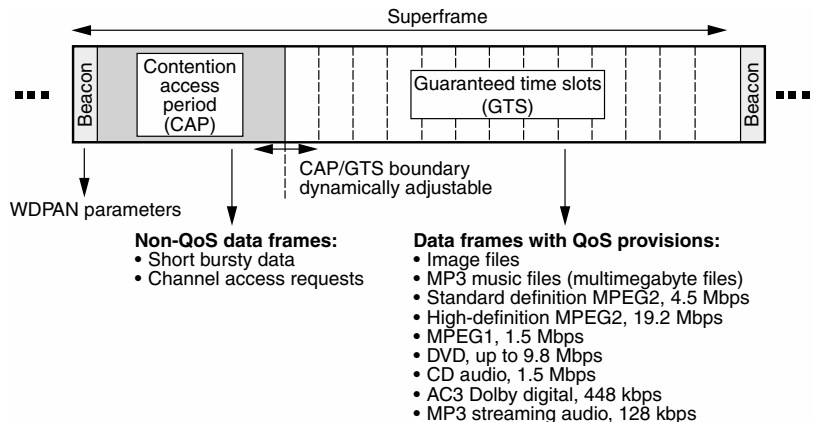 Superframe
Beacon
Contention
access
period
(CAP)
Guaranteed time slots
(GTS)
Beacon
CAP/GTS boundary
dynamically adjustable
WDPAN parameters
Non-QoS data frames:
• Short bursty data
• Channel access requests
Data frames with QoS provisions:
• Image files
• MP3 music files (multimegabyte files)
• Standard definition MPEG2, 4.5 Mbps
• High-definition MPEG2, 19.2 Mbps
• MPEG1, 1.5 Mbps
• DVD, up to 9.8 Mbps
• CD audio, 1.5 Mbps
• AC3 Dolby digital, 448 kbps
• MP3 streaming audio, 128 kbps